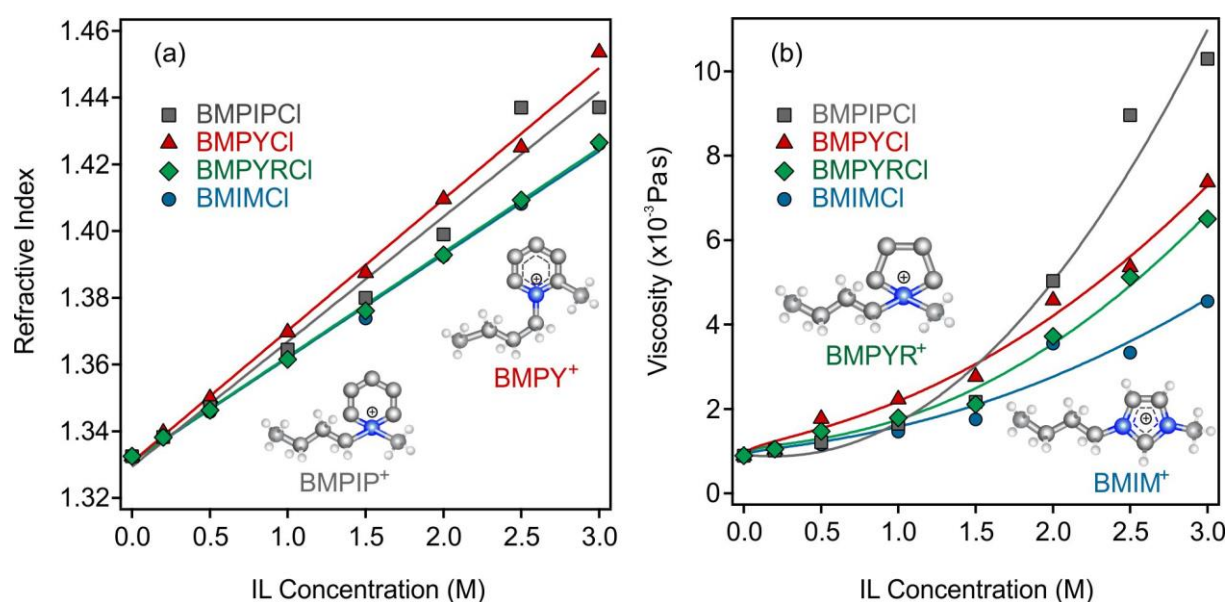 (a)
BMPIPCl
BMPYCl
BMPYRCl
BMIMCl
BMPY⁺
BMPIP⁺
⊕
⊕
Refractive Index
1.46
1.44
1.42
1.40
1.38
1.36
1.34
1.32
0.0 0.5 1.0 1.5 2.0 2.5 3.0
IL Concentration (M)
(b)
BMPIPCl
BMPYCl
BMPYRCl
BMIMCl
BMPYR⁺
BMIM⁺
⊕
⊕
Viscosity (x10⁻³ Pas)
10
8
6
4
2
0
0.0 0.5 1.0 1.5 2.0 2.5 3.0
IL Concentration (M)